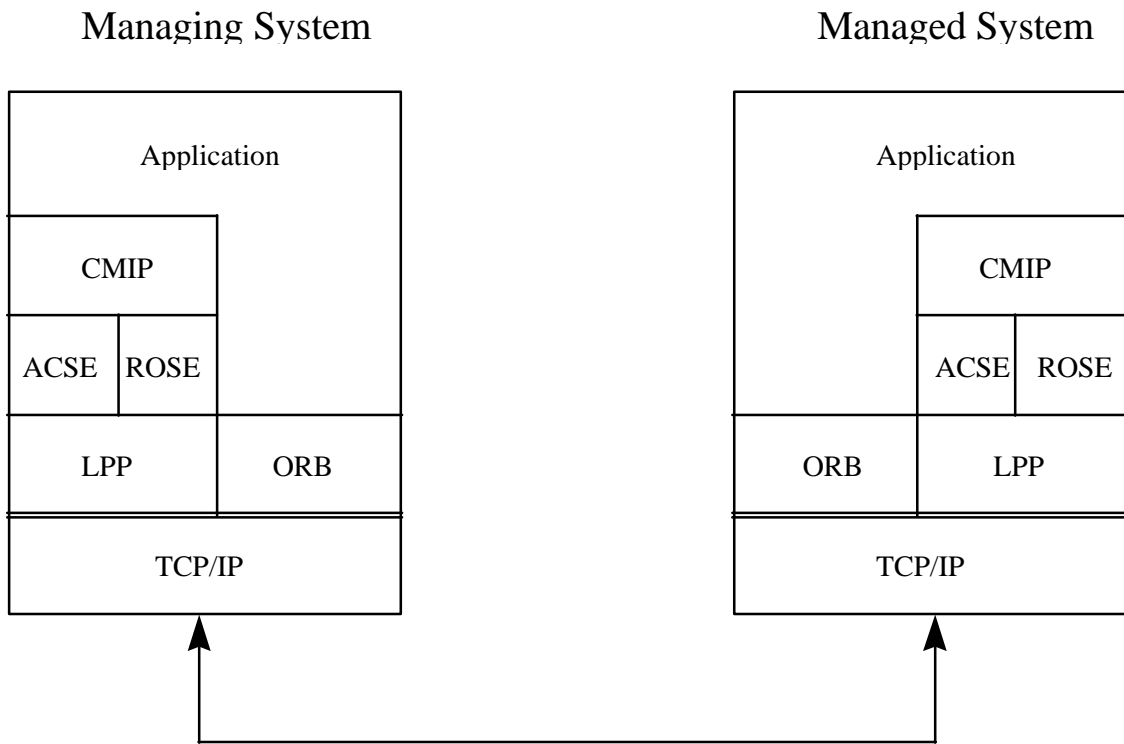 Managing System
Managed System
Application
CMIP
ACSE
ROSE
LPP
ORB
TCP/IP
Application
CMIP
ACSE
ROSE
ORB
LPP
TCP/IP